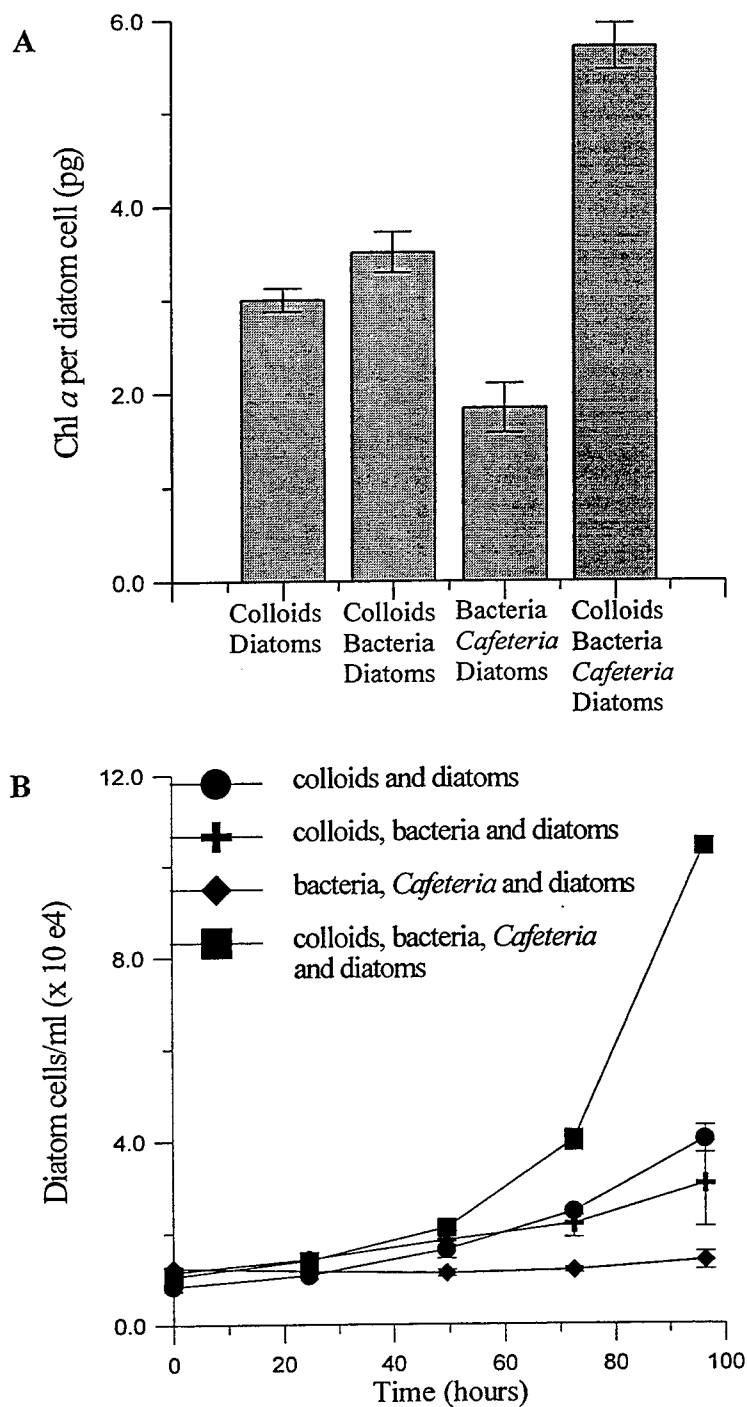 A
6.0
4.0
2.0
0.0
Chl a per diatom cell (pg)
Colloids
Diatoms
Colloids
Bacteria
Diatoms
Bacteria
Cafeteria
Diatoms
Colloids
Bacteria
Cafeteria
Diatoms
B
12.0
8.0
4.0
0.0
Diatom cells/ml (x 10 e4)
colloids and diatoms
colloids, bacteria and diatoms
bacteria, Cafeteria and diatoms
colloids, bacteria, Cafeteria
and diatoms
0 20 40 60 80 100
Time (hours)